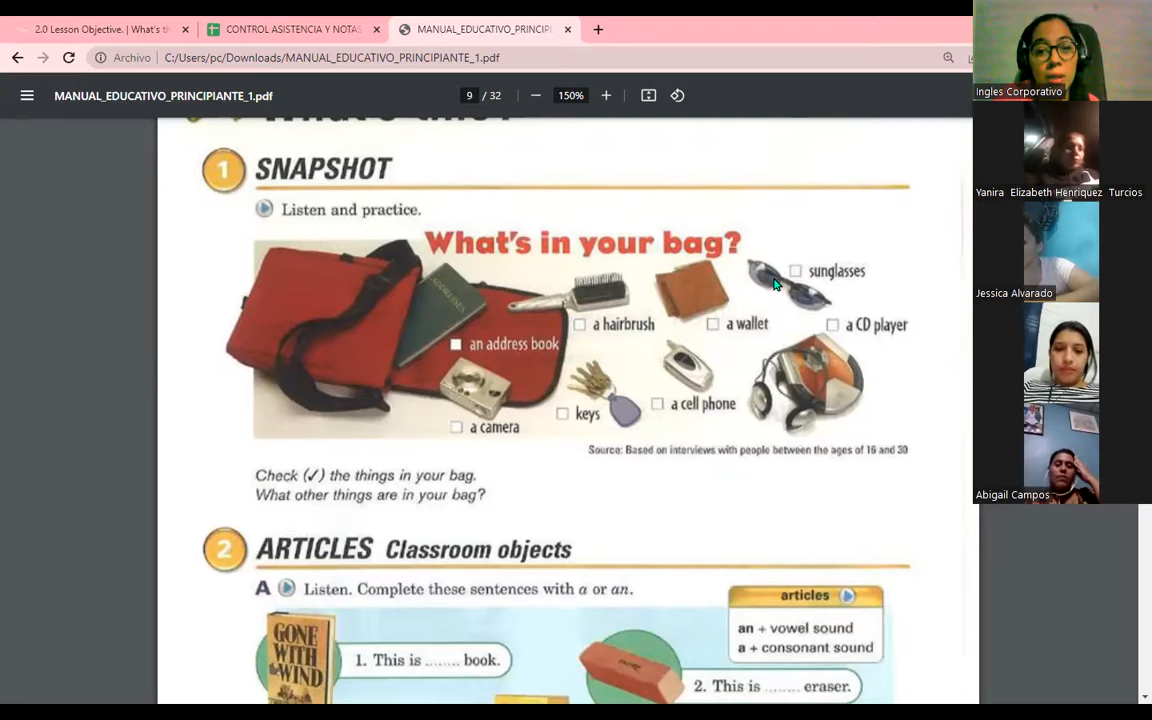 2.0 Lesson Objective. | What's th
CONTROL ASISTENCIA Y NOTAS
MANUAL_EDUCATIVO_PRINCIPI
Archivo
C:/Users/pc/Downloads/MANUAL_EDUCATIVO_PRINCIPIANTE_1.pdf
MANUAL_EDUCATIVO_PRINCIPIANTE_1.pdf
9 / 32
150%
What's this?
1 SNAPSHOT
Listen and practice.
What's in your bag?
ADDRESSES
sunglasses
a hairbrush
a wallet
a CD player
an address book
keys
a cell phone
a camera
Source: Based on interviews with people between the ages of 16 and 30
Check (✓) the things in your bag.
What other things are in your bag?
2 ARTICLES Classroom objects
A Listen. Complete these sentences with a or an.
articles
an + vowel sound
a + consonant sound
GONE
WITH
the WIND
1. This is ........ book.
2. This is ........ eraser.
Ingles Corporativo
Yanira Elizabeth Henriquez Turcios
Jessica Alvarado
Abigail Campos